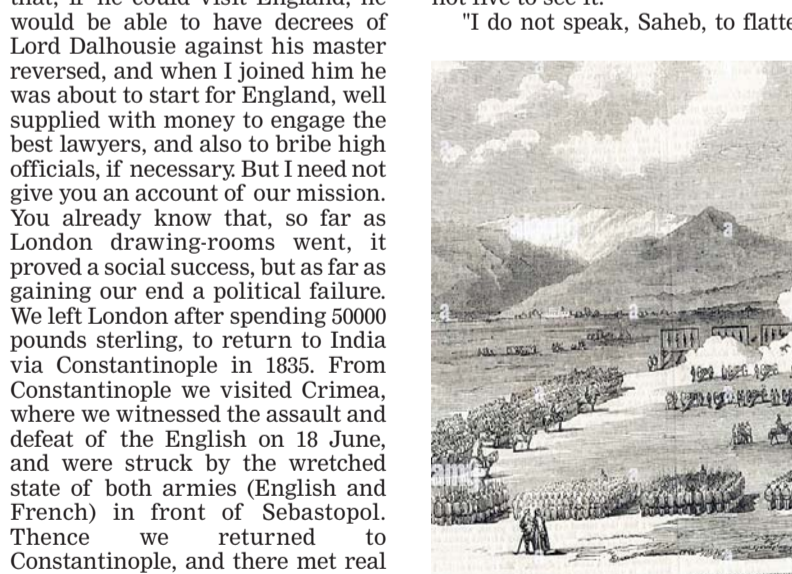 that, if he could visit England, he
would be able to have decrees of
Lord Dalhousie against his master
reversed, and when I joined him he
was about to start for England, well
supplied with money to engage the
best lawyers, and also to bribe high
officials, if necessary. But I need not
give you an account of our mission.
You already know that, so far as
London drawing-rooms went, it
proved a social success, but as far as
gaining our end a political failure.
We left London after spending 50000
pounds sterling, to return to India
via Constantinople in 1835. From
Constantinople we visited Crimea,
where we witnessed the assault and
defeat of the English on 18 June,
and were struck by the wretched
state of both armies (English and
French) in front of Sebastopol.
Thence we returned to
Constantinople, and there met real
not live to see it.
"I do not speak, Saheb, to
a
a
a
a
a